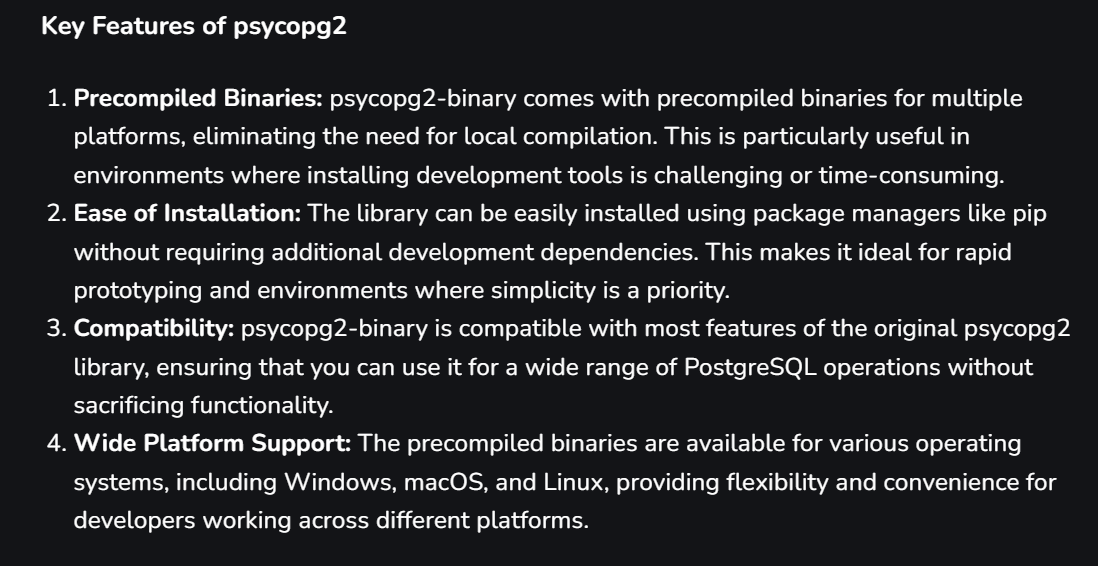 Key Features of psycopg2
1. Precompiled Binaries: psycopg2-binary comes with precompiled binaries for multiple
platforms, eliminating the need for local compilation. This is particularly useful in
environments where installing development tools is challenging or time-consuming.
2. Ease of Installation: The library can be easily installed using package managers like pip
without requiring additional development dependencies. This makes it ideal for rapid
prototyping and environments where simplicity is a priority.
3. Compatibility: psycopg2-binary is compatible with most features of the original psycopg2
library, ensuring that you can use it for a wide range of PostgreSQL operations without
sacrificing functionality.
4. Wide Platform Support: The precompiled binaries are available for various operating
systems, including Windows, macOS, and Linux, providing flexibility and convenience for
developers working across different platforms.